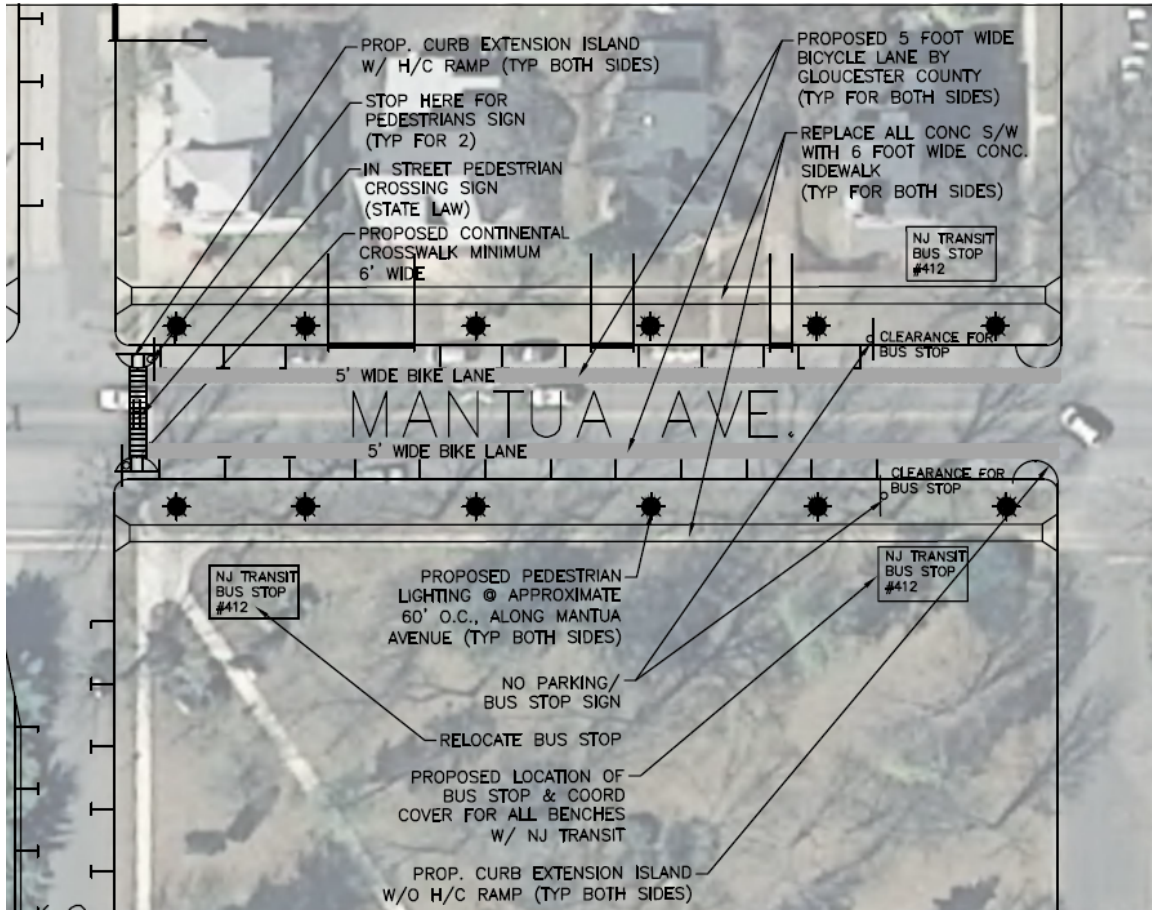 PROP. CURB EXTENSION ISLAND
W/ H/C RAMP (TYP BOTH SIDES)
STOP HERE FOR
PEDESTRIANS SIGN
(TYP FOR 2)
IN STREET PEDESTRIAN
CROSSING SIGN
(STATE LAW)
PROPOSED CONTINENTAL
CROSSWALK MINIMUM
6' WIDE
PROPOSED 5 FOOT WIDE
BICYCLE LANE BY
GLOUCESTER COUNTY
(TYP FOR BOTH SIDES)
REPLACE ALL CONC S/W
WITH 6 FOOT WIDE CONC.
SIDEWALK
(TYP FOR BOTH SIDES)
NJ TRANSIT
BUS STOP
#412
CLEARANCE FOR
BUS STOP
5' WIDE BIKE LANE
MANTUA AVE.
5' WIDE BIKE LANE
CLEARANCE FOR
BUS STOP
NJ TRANSIT
BUS STOP
#412
NJ TRANSIT
BUS STOP
#412
PROPOSED PEDESTRIAN
LIGHTING @ APPROXIMATE
60' O.C., ALONG MANTUA
AVENUE (TYP BOTH SIDES)
NO PARKING/
BUS STOP SIGN
RELOCATE BUS STOP
PROPOSED LOCATION OF
BUS STOP & COORD
COVER FOR ALL BENCHES
W/ NJ TRANSIT
PROP. CURB EXTENSION ISLAND
W/O H/C RAMP (TYP BOTH SIDES)